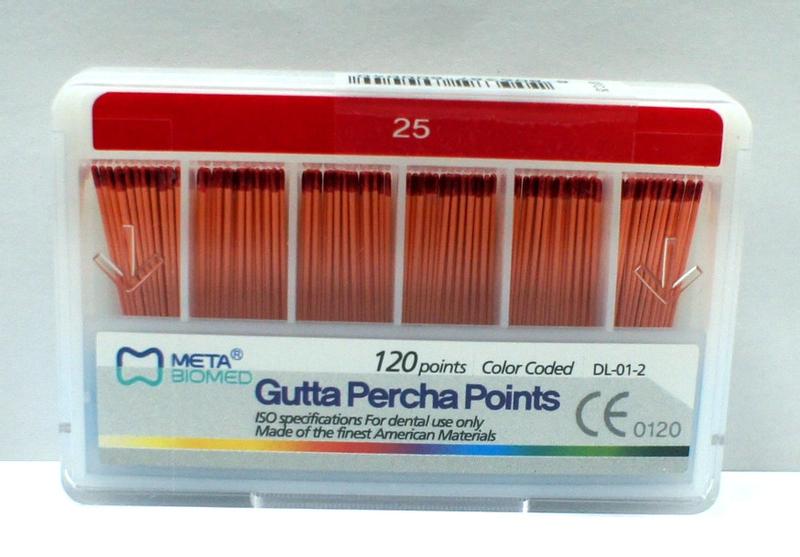 25
META®
BIOMED
120 points Color Coded DL-01-2
Gutta Percha Points
ISO specifications For dental use only
Made of the finest American Materials
CE 0120